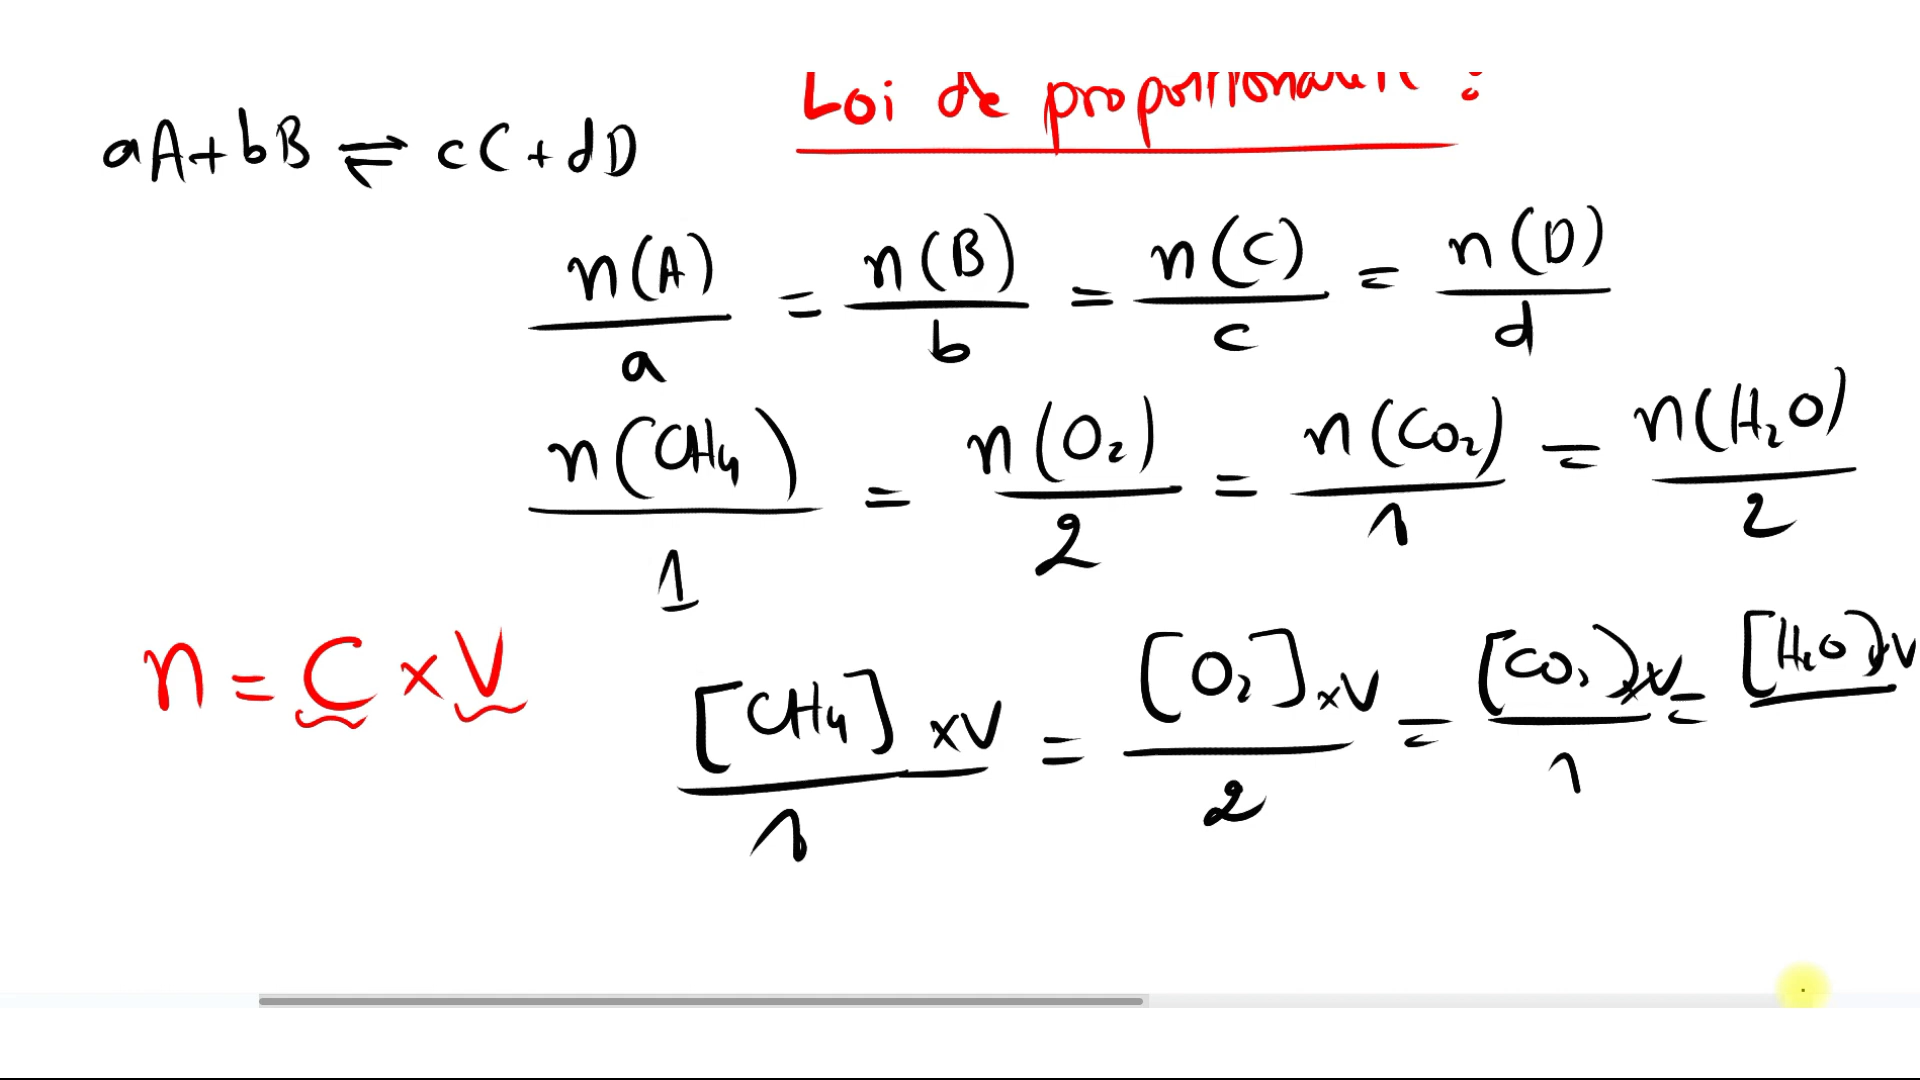 Loi de proportionalité :
aA + bB ⇌ cC + dD
n(A)/a = n(B)/b = n(C)/c = n(D)/d
n(CH₄)/1 = n(O₂)/2 = n(CO₂)/1 = n(H₂O)/2
n = C × V
[CH₄] × V/1 = [O₂] × V/2 = [CO₂] × V/1 = [H₂O] × V